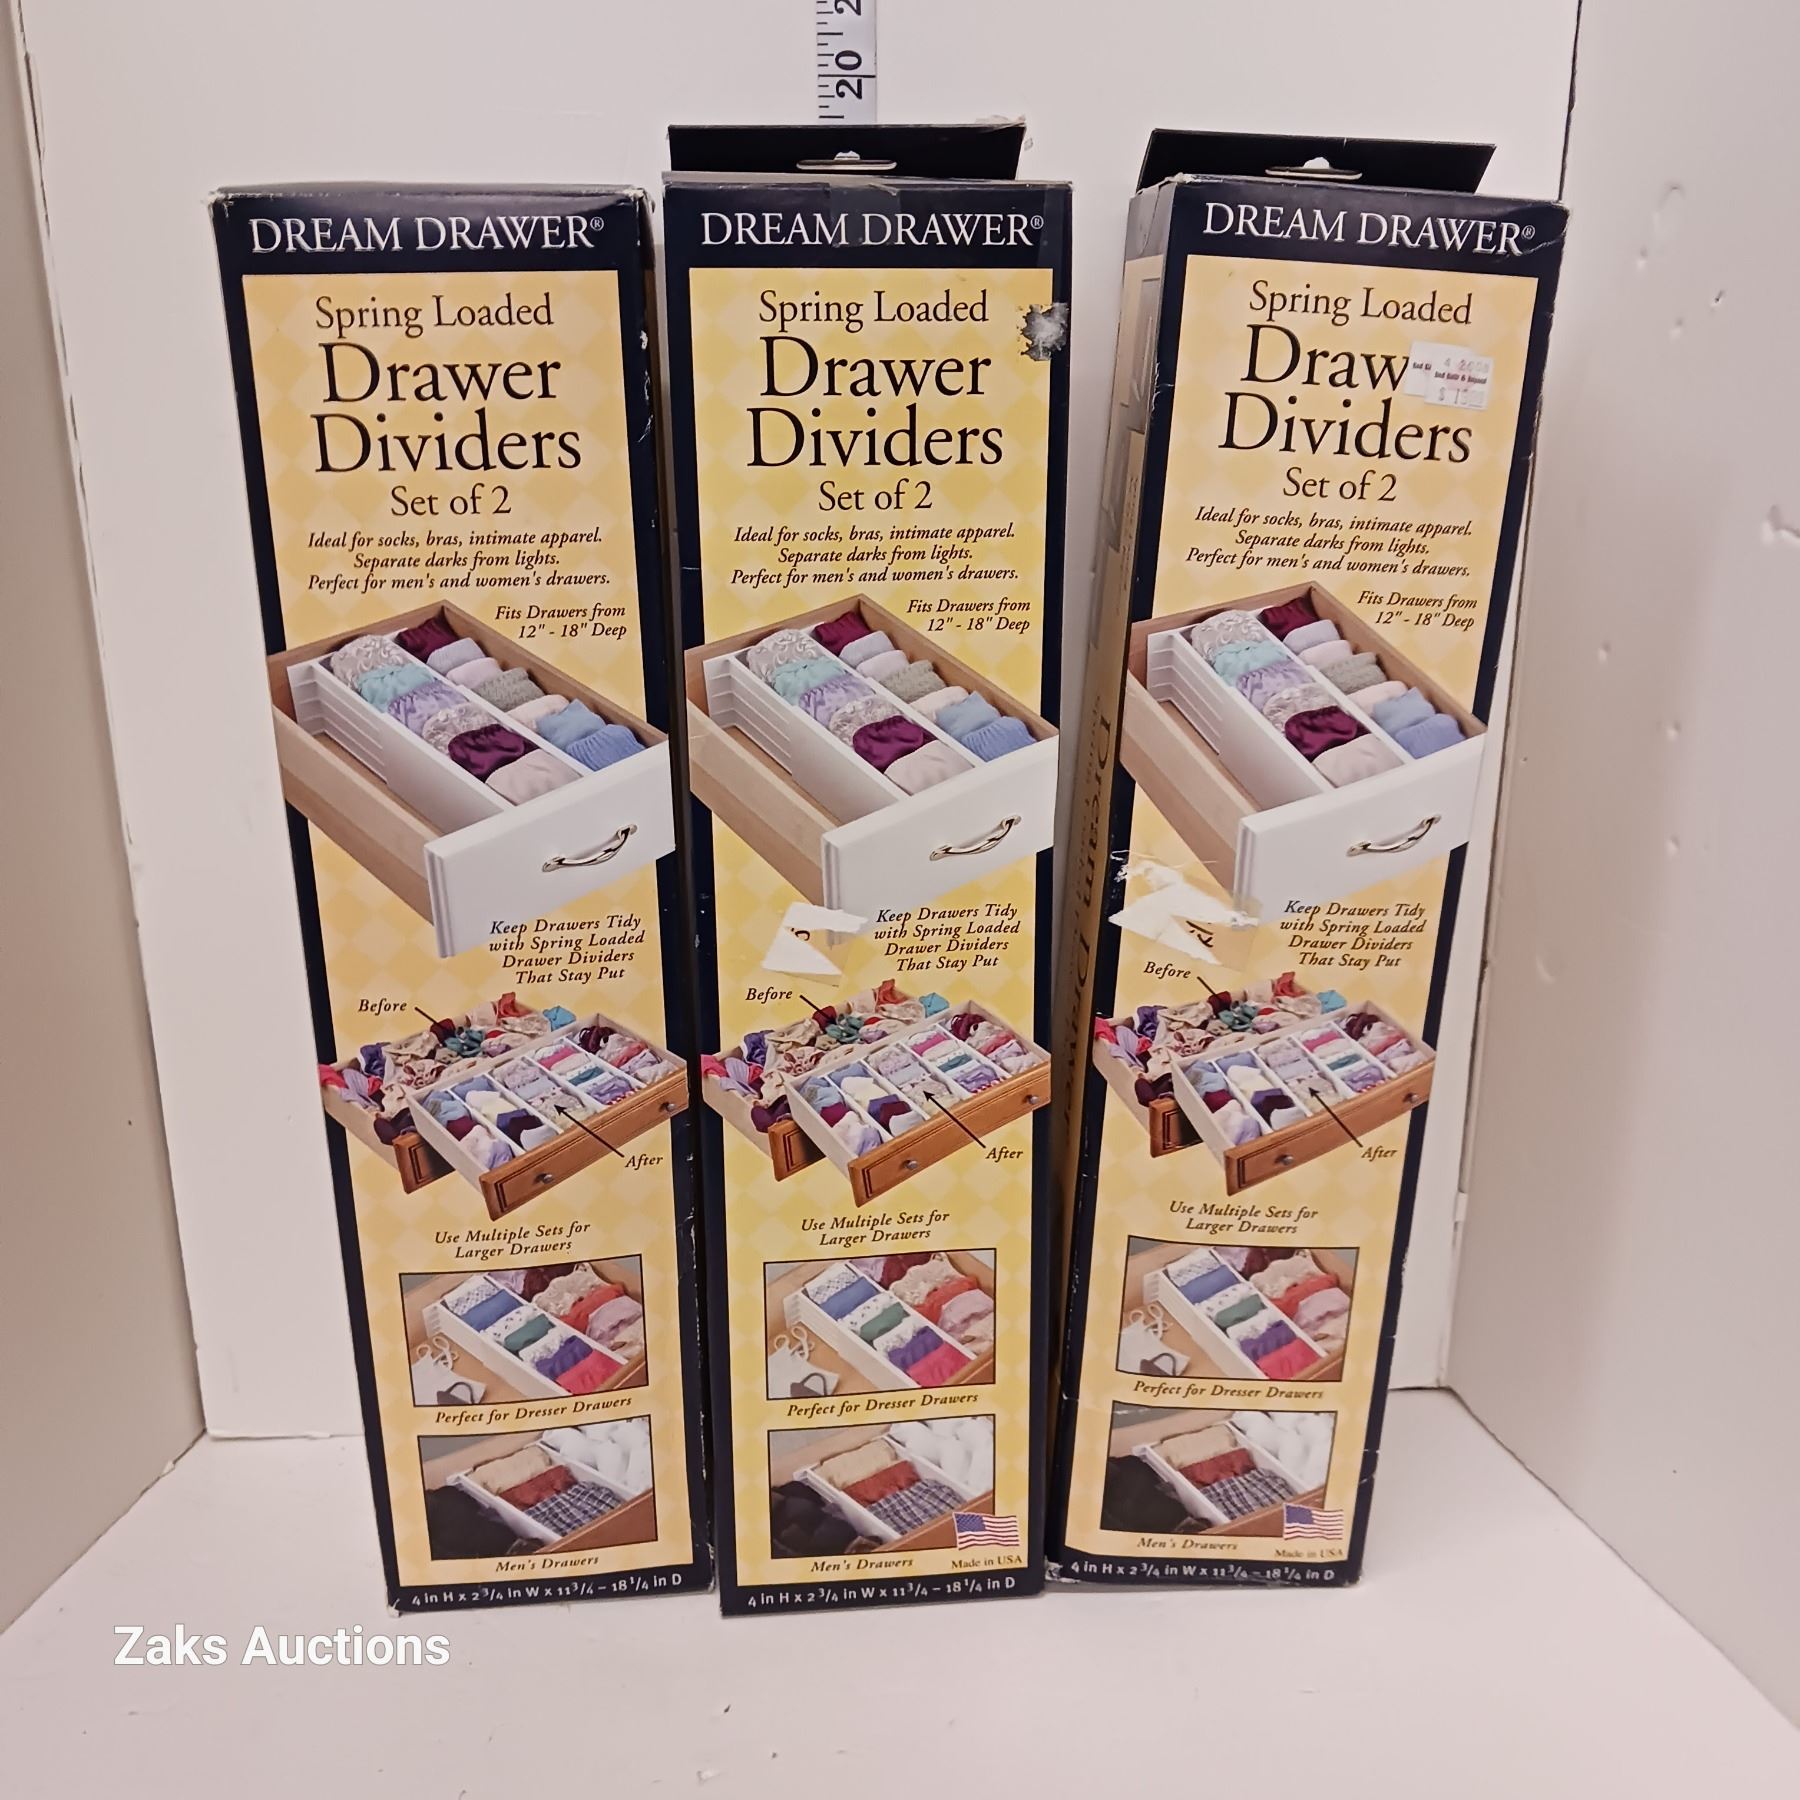 20
DREAM DRAWER®
Spring Loaded
Drawer
Dividers
Set of 2
Ideal for socks, bras, intimate apparel.
Separate darks from lights.
Perfect for men's and women's drawers.
Fits Drawers from
12" - 18" Deep
Keep Drawers Tidy
with Spring Loaded
Drawer Dividers
That Stay Put
Before
After
Use Multiple Sets for
Larger Drawers
Perfect for Dresser Drawers
Men's Drawers
4 in H x 2 3/4 in W x 11 3/4 – 18 1/4 in D
DREAM DRAWER®
Spring Loaded
Drawer
Dividers
Set of 2
Ideal for socks, bras, intimate apparel.
Separate darks from lights.
Perfect for men's and women's drawers.
Fits Drawers from
12" - 18" Deep
Keep Drawers Tidy
with Spring Loaded
Drawer Dividers
That Stay Put
Before
After
Use Multiple Sets for
Larger Drawers
Perfect for Dresser Drawers
Men's Drawers
Made in USA
4 in H x 2 3/4 in W x 11 3/4 – 18 1/4 in D
DREAM DRAWER®
Spring Loaded
Draw
Dividers
Set of 2
Ideal for socks, bras, intimate apparel.
Separate darks from lights.
Perfect for men's and women's drawers.
Fits Drawers from
12" - 18" Deep
Keep Drawers Tidy
with Spring Loaded
Drawer Dividers
That Stay Put
Before
After
Use Multiple Sets for
Larger Drawers
Perfect for Dresser Drawers
Men's Drawers
Made in USA
4 in H x 2 3/4 in W x 11 3/4 – 18 1/4 in D
Dream Drawer
Zaks Auctions